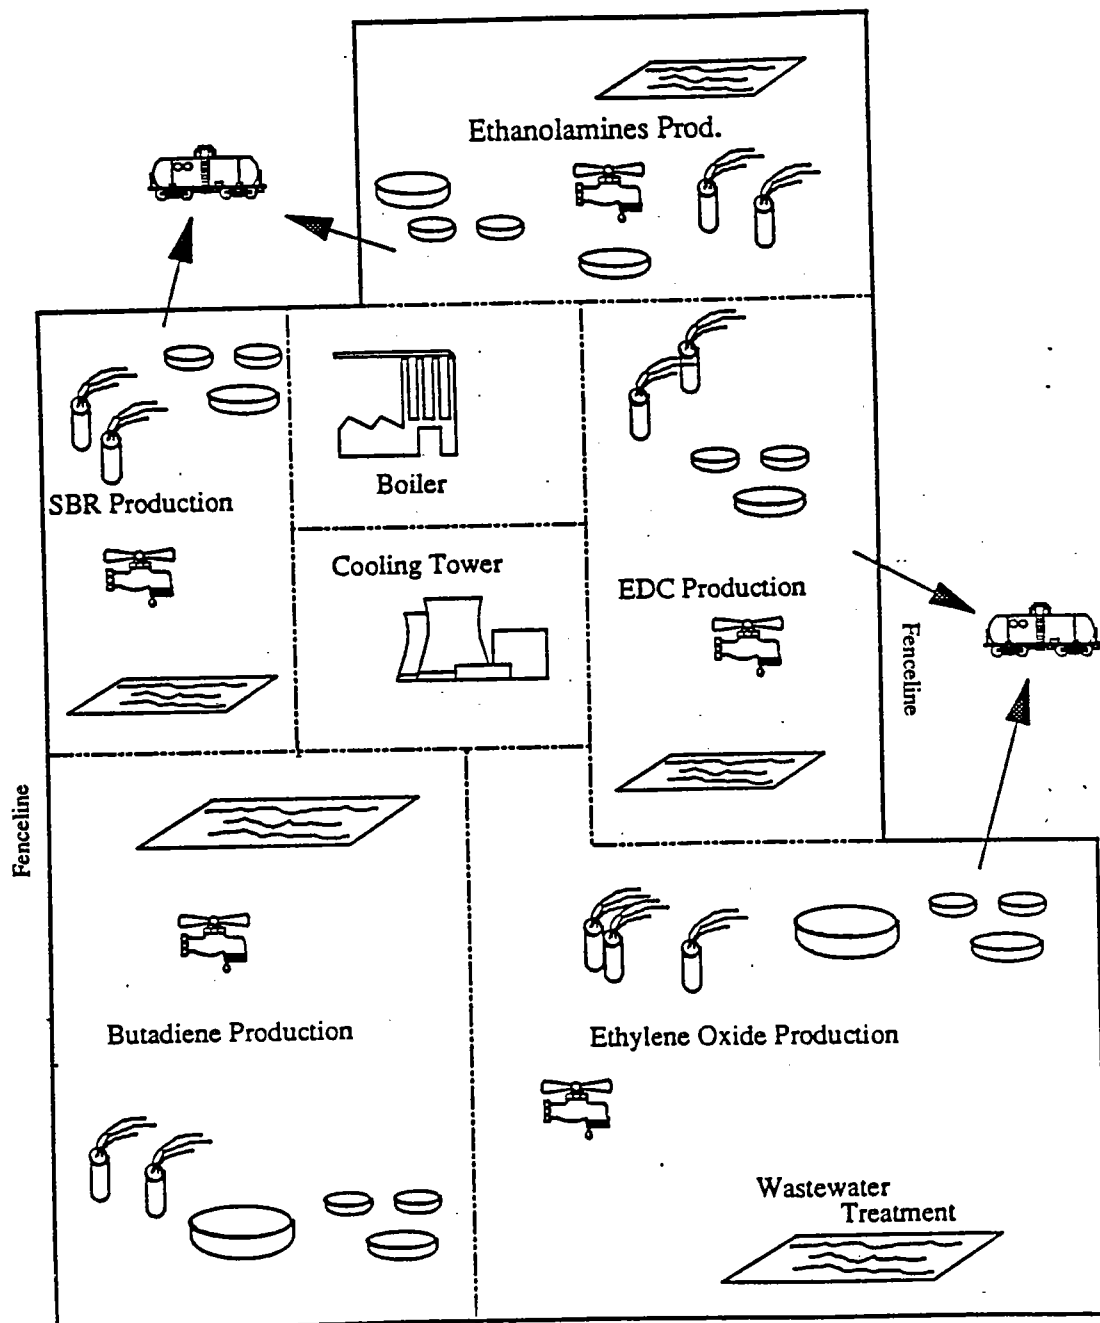 Ethanolamines Prod.
Boiler
SBR Production
Cooling Tower
EDC Production
Fenceline
Fenceline
Butadiene Production
Ethylene Oxide Production
Wastewater
Treatment